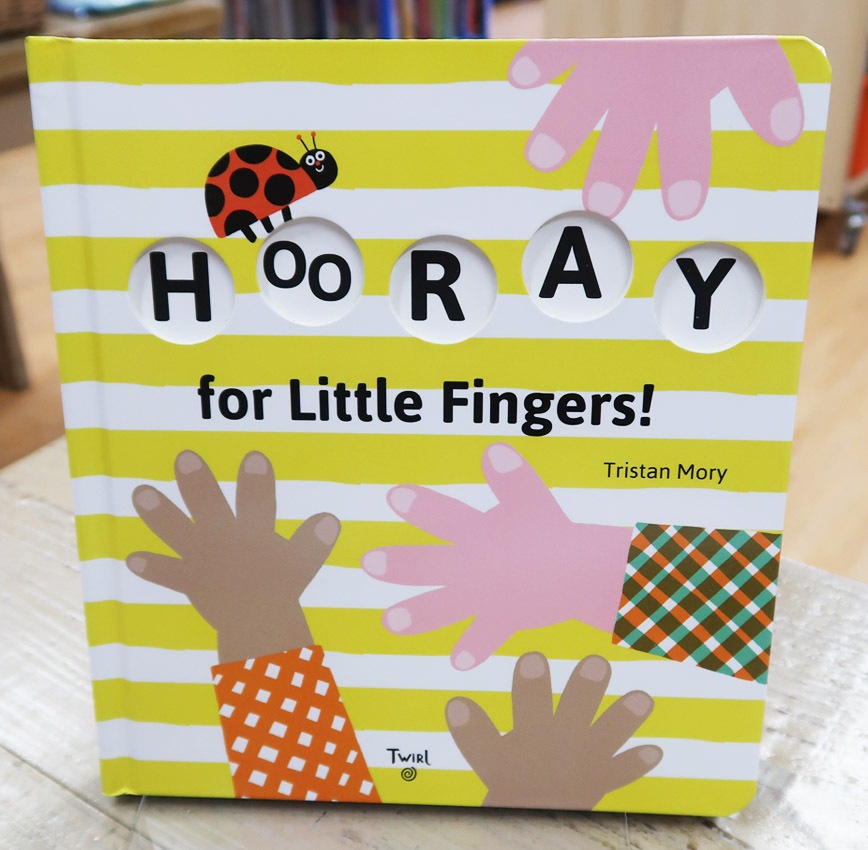 HOORAY
for Little Fingers!
Tristan Mory
TWIRL